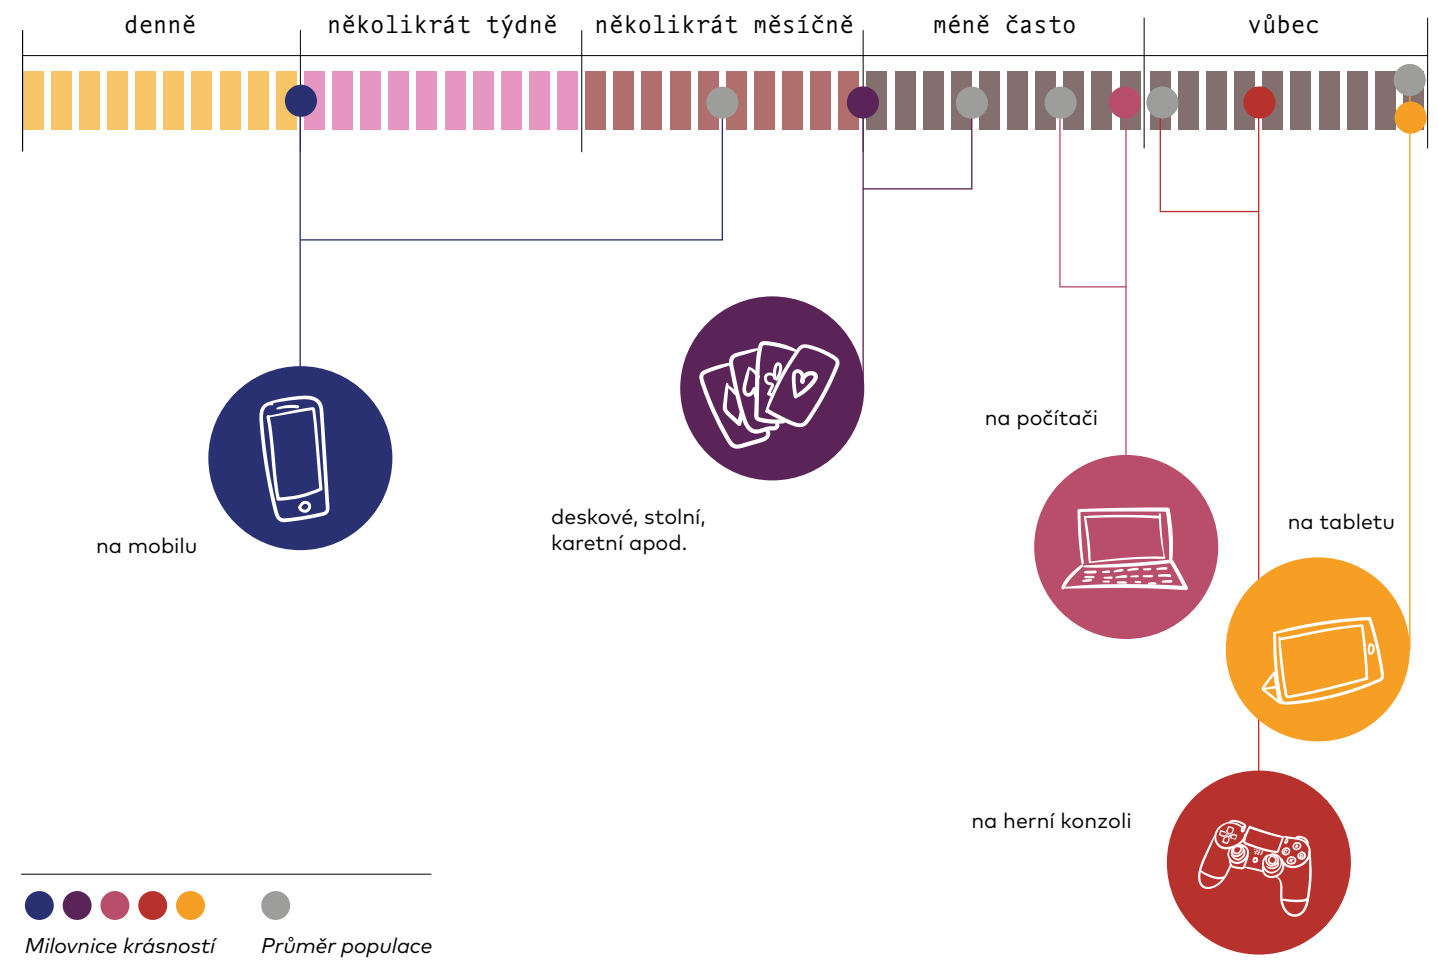 denně
několikrát týdně
několikrát měsíčně
méně často
vůbec
na počítači
deskové, stolní,
karetní apod.
na tabletu
na mobilu
na herní konzoli
Milovnice krásností
Průměr populace